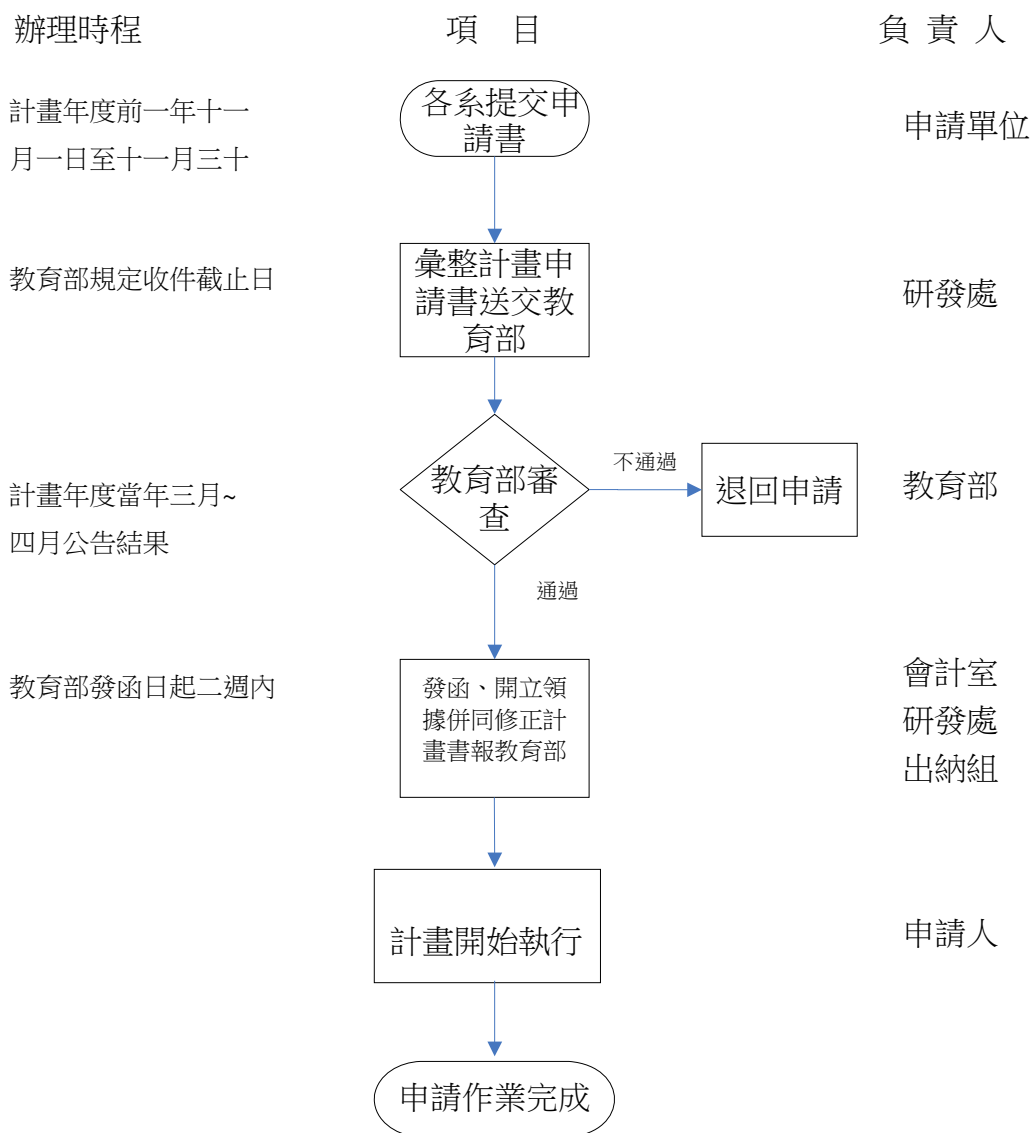 辦理時程 項 目 負 責 人
各系提交申
請書
計畫年度前一年十一
月一日至十一月三十
申請單位
彙整計畫申
請書送交教
育部
教育部規定收件截止日
研發處
教育部審
查
不通過
退回申請
教育部
計畫年度當年三月~
四月公告結果
通過
教育部發函日起二週內
發函、開立領
據併同修正計
畫書報教育部
會計室
研發處
出納組
計畫開始執行
申請人
申請作業完成